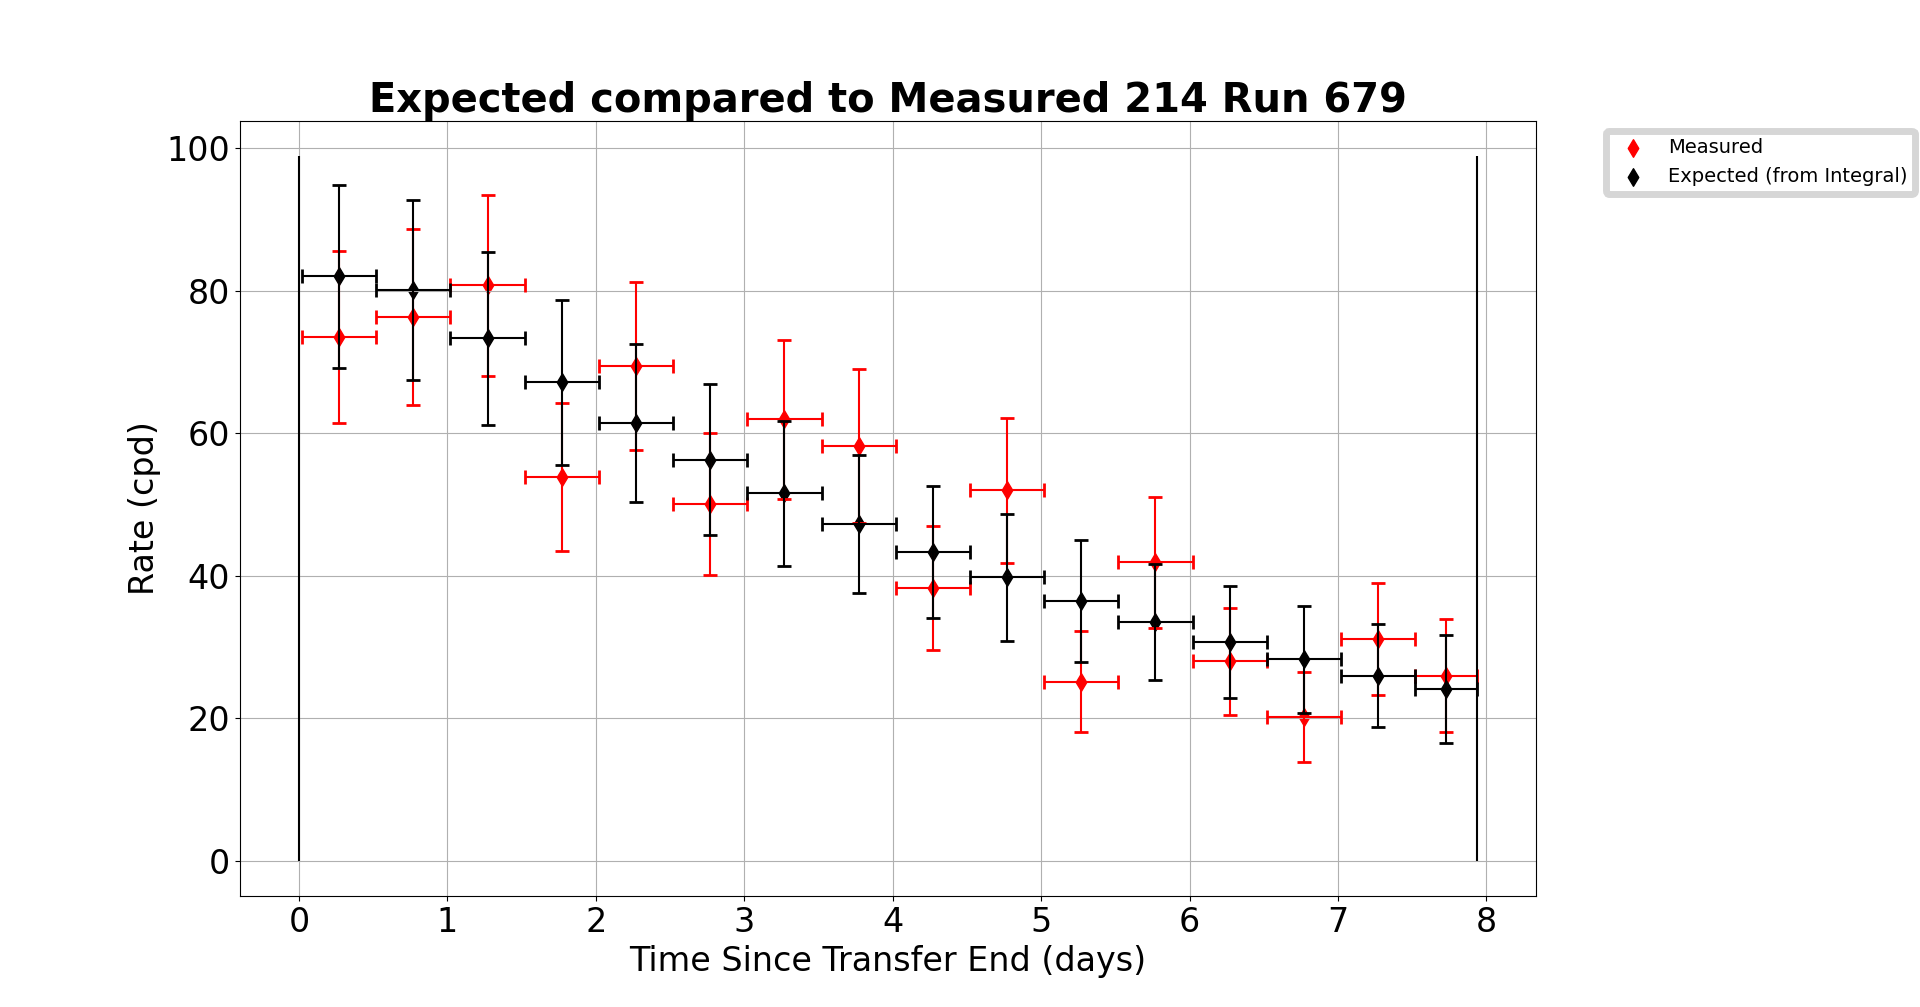 Expected compared to Measured 214 Run 679
Measured
Expected (from Integral)
100
80
60
40
20
0
Rate (cpd)
0 1 2 3 4 5 6 7 8
Time Since Transfer End (days)